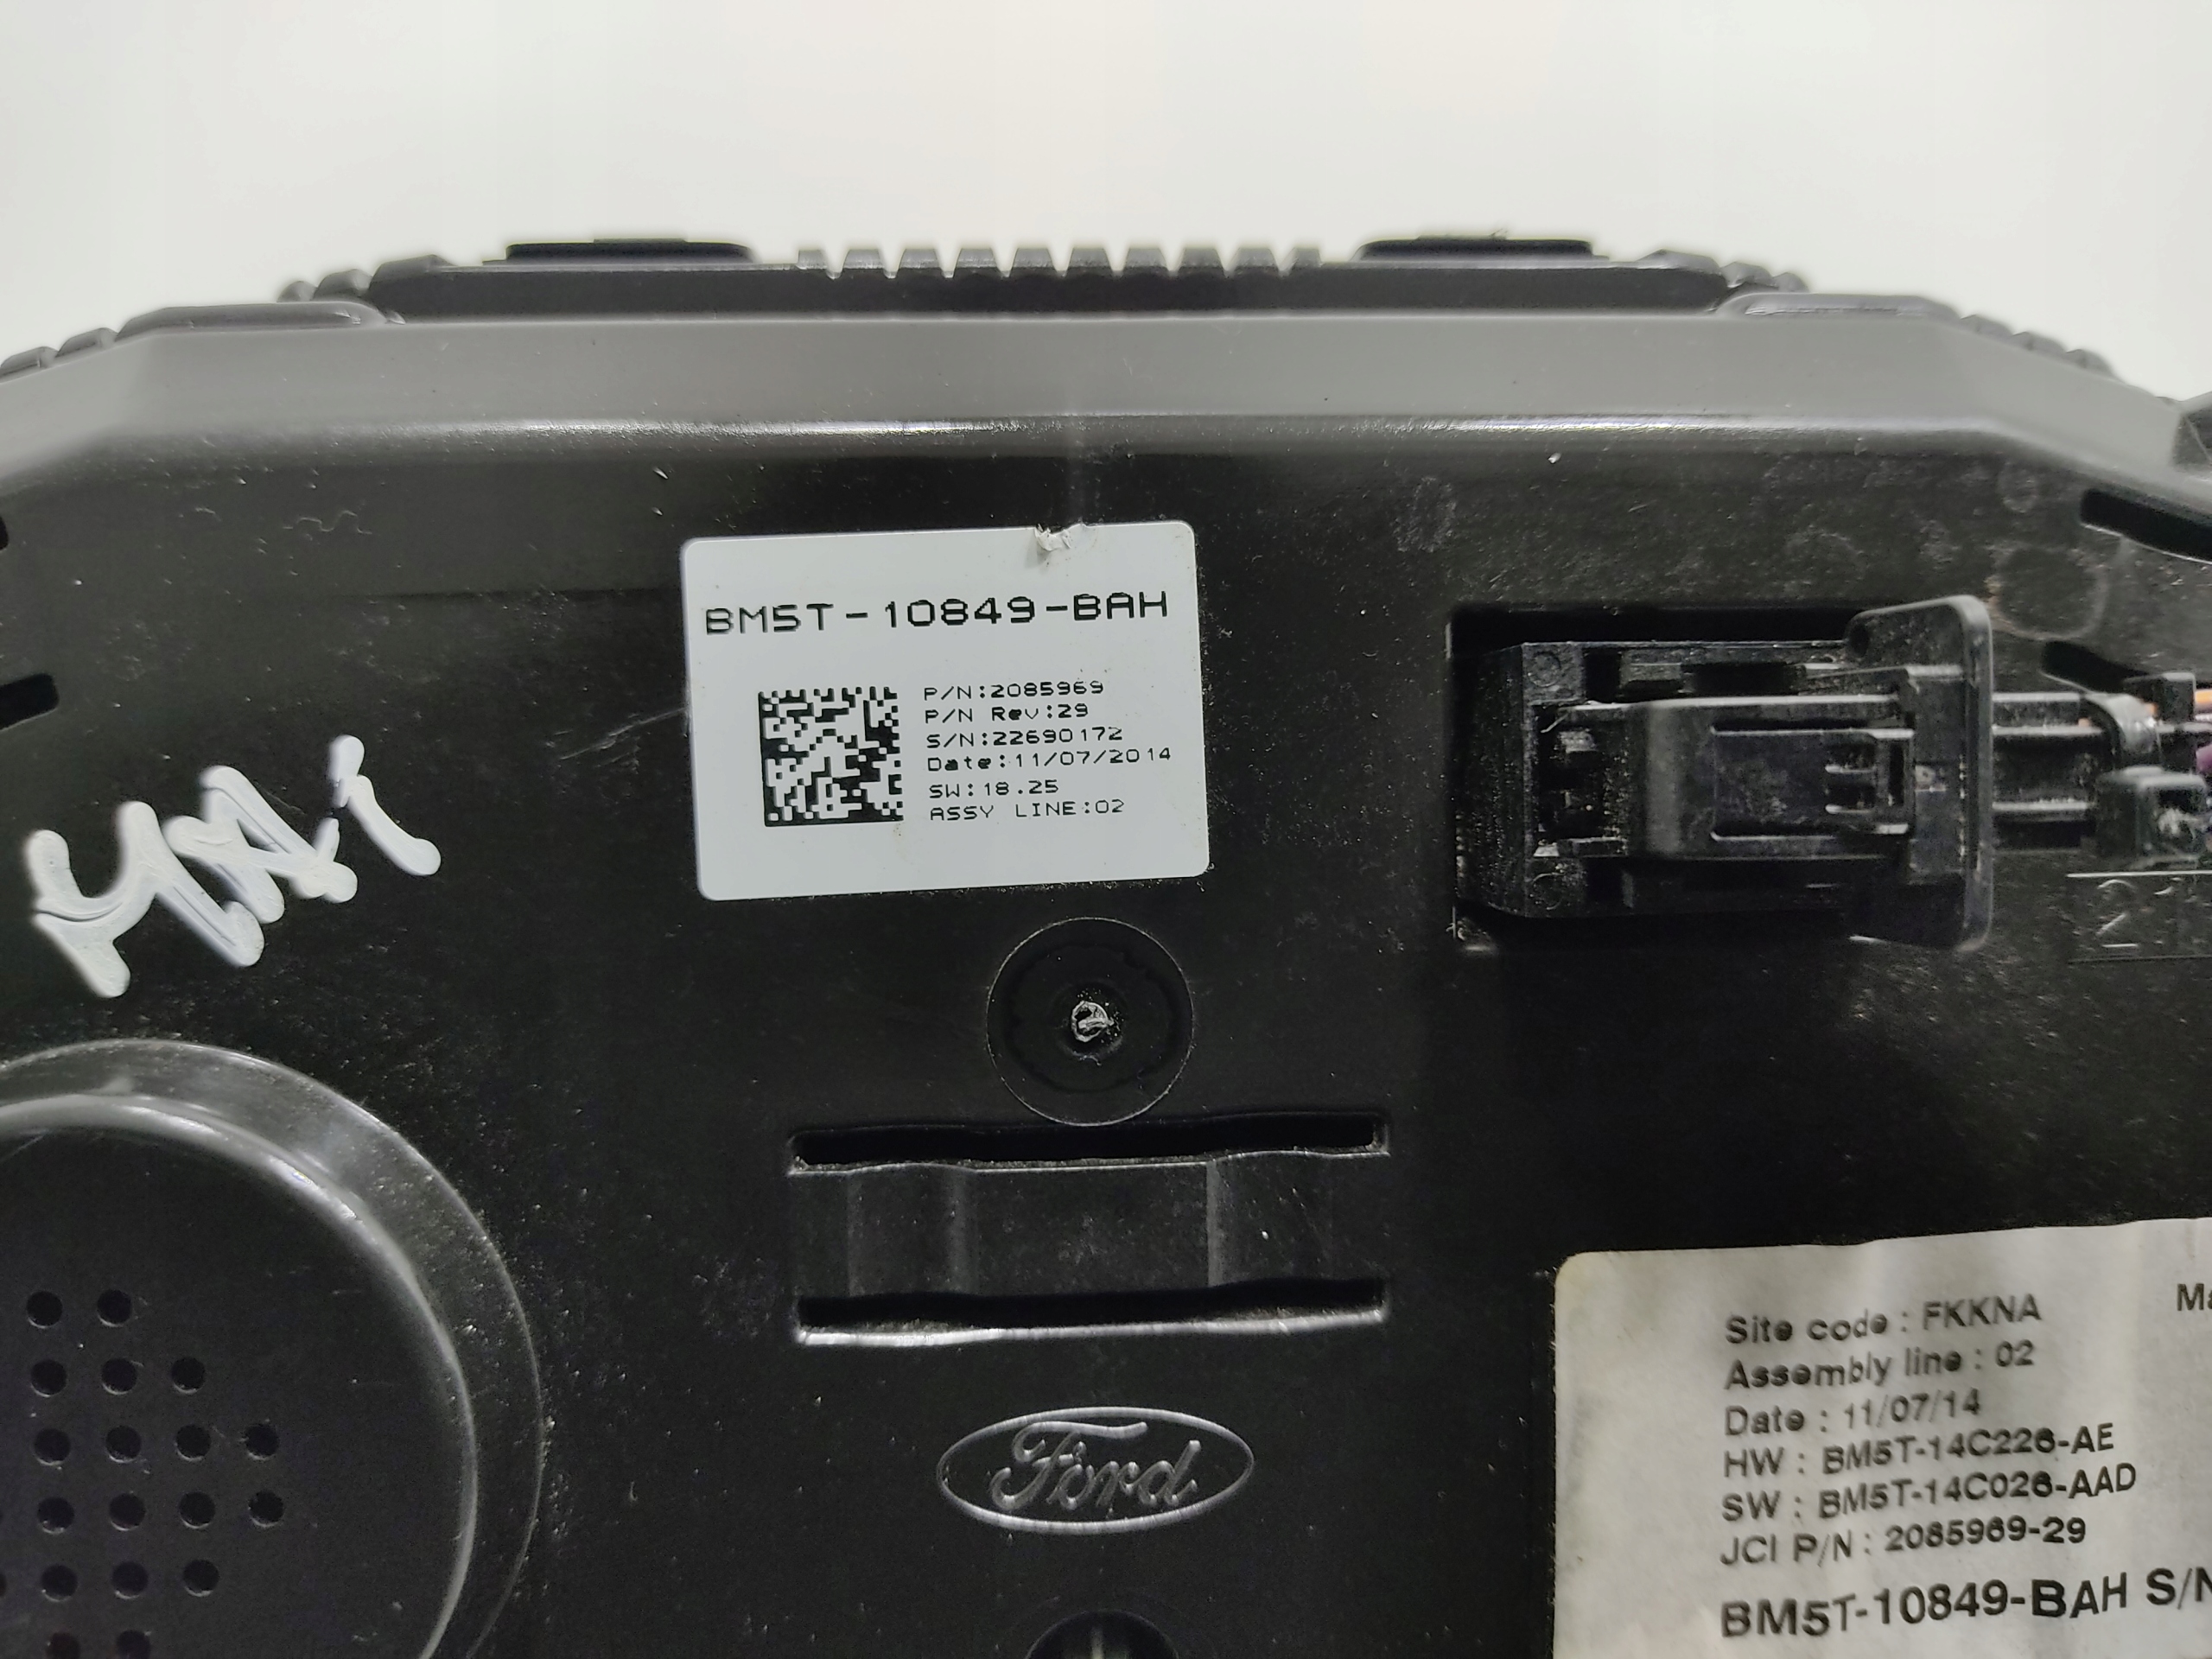 BM5T-10849-BAH
P/N:2085969
P/N Rev:29
S/N:22690172
Date:11/07/2014
SW:18.25
ASSY LINE:02
2
Ford
Site code : FKKNA
Assembly line : 02
Date : 11/07/14
HW : BM5T-14C226-AE
SW : BM5T-14C026-AAD
JCI P/N : 2085969-29
BM5T-10849-BAH S/N